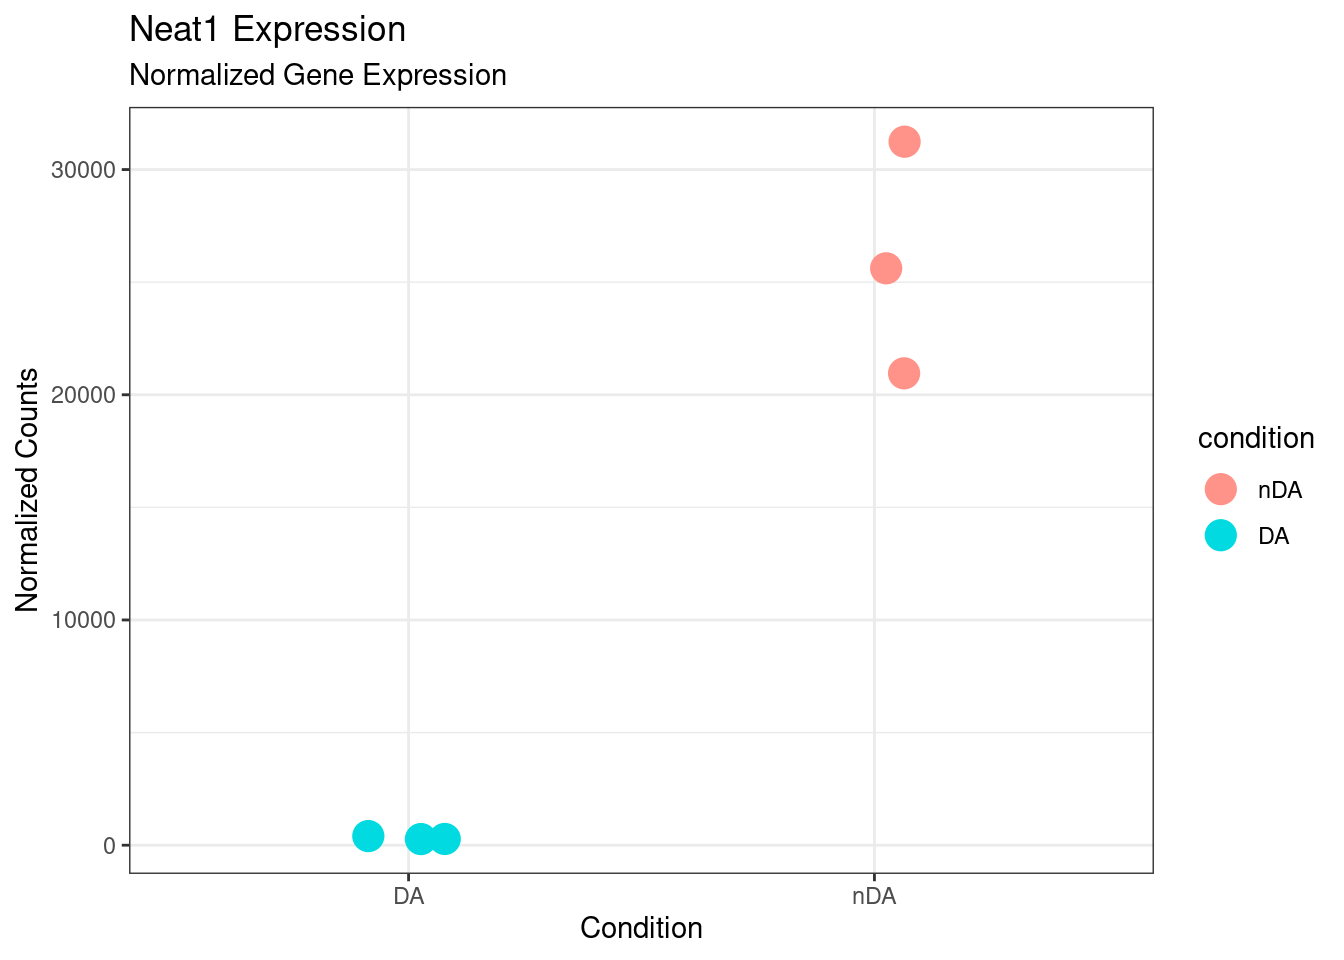 Neat1 Expression
Normalized Gene Expression
Normalized Counts
30000
20000
10000
0
DA
nDA
Condition
condition
nDA
DA